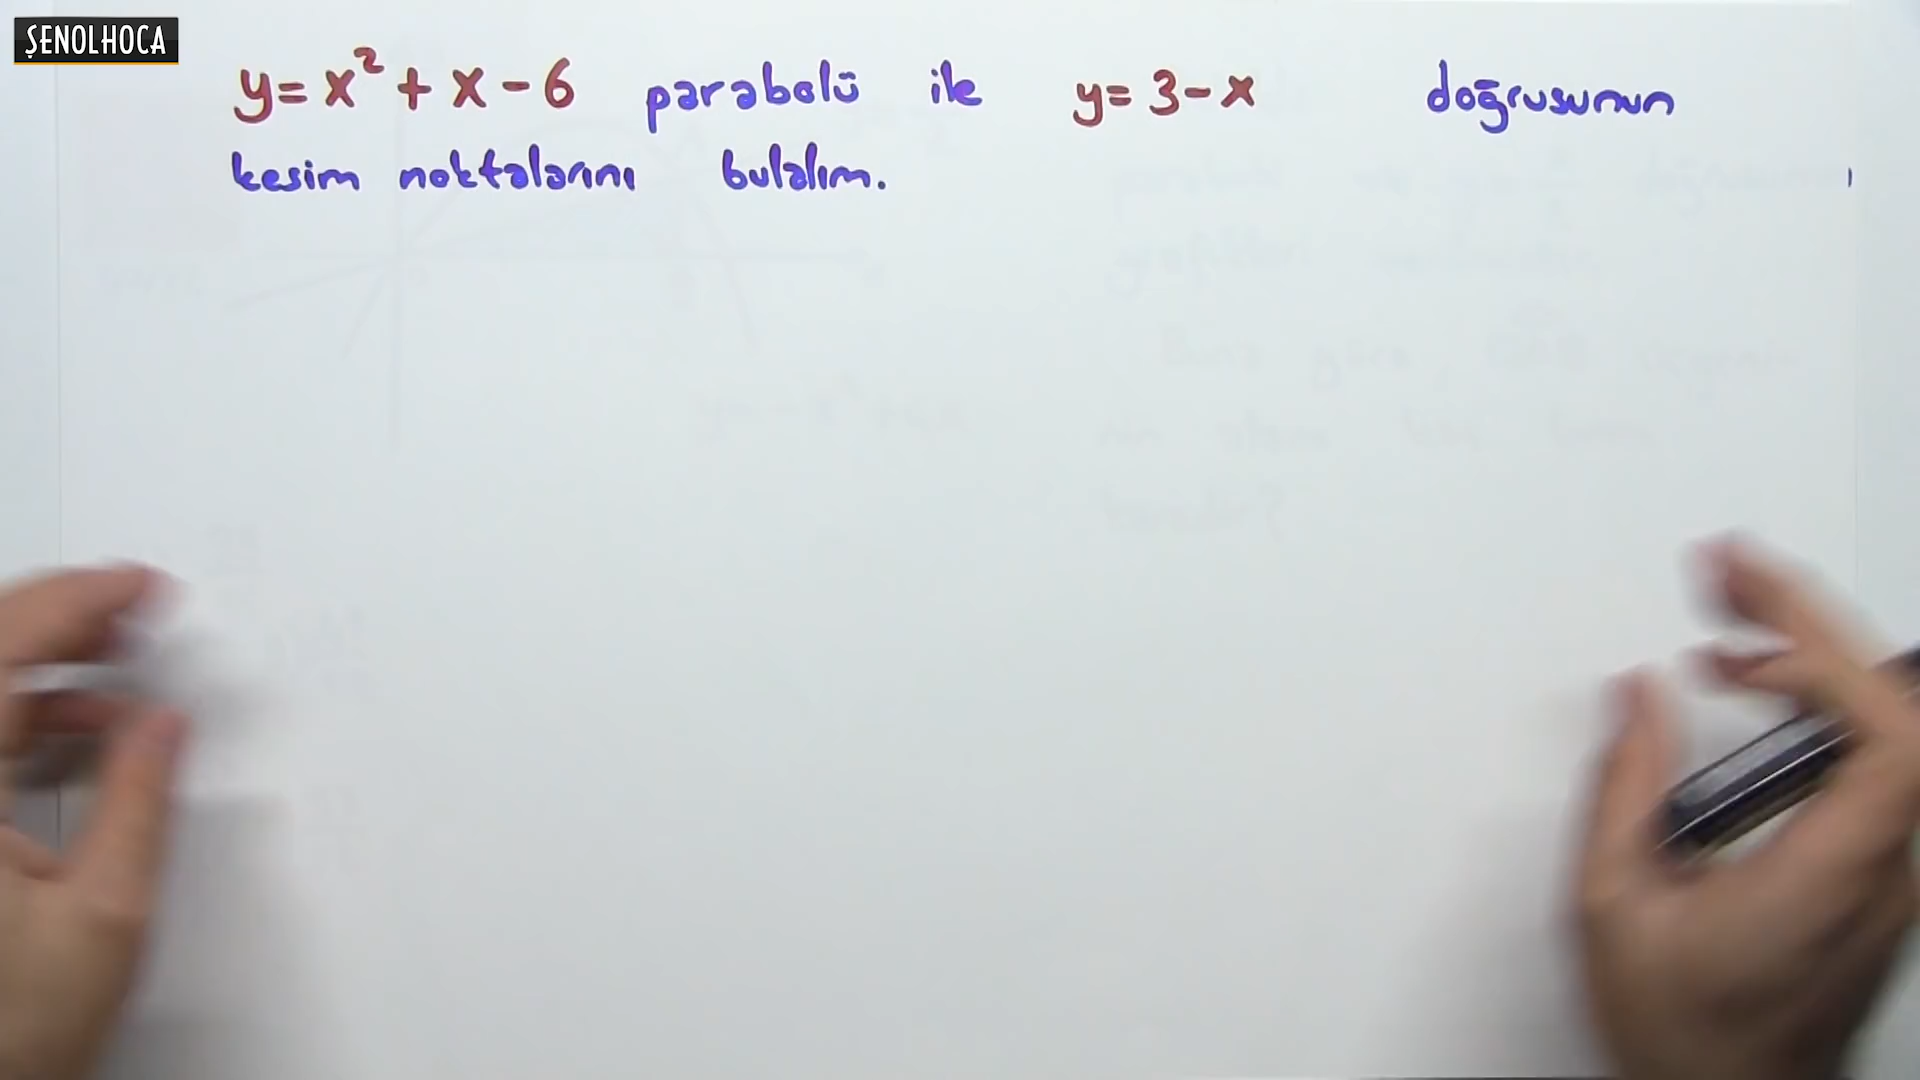 ŞENOLHOCA
y = x² + x - 6 parabolü ile y = 3 - x doğrusunun
kesim noktalarını bulalım.